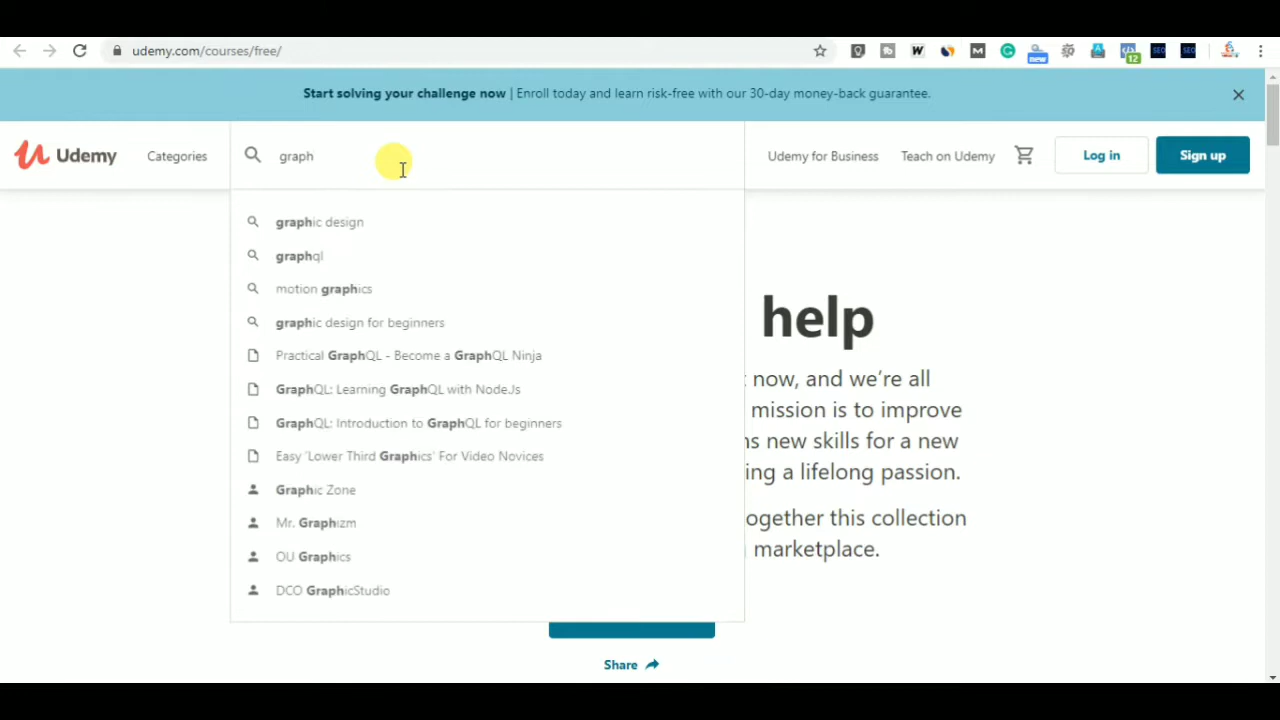 udemy.com/courses/free/
new
12
SEO
SEO
Start solving your challenge now | Enroll today and learn risk-free with our 30-day money-back guarantee.
Udemy
Categories
graph
Udemy for Business
Teach on Udemy
Log in
Sign up
graphic design
graphql
motion graphics
graphic design for beginners
Practical GraphQL - Become a GraphQL Ninja
GraphQL: Learning GraphQL with Node.Js
GraphQL: Introduction to GraphQL for beginners
Easy 'Lower Third Graphics' For Video Novices
Graphic Zone
Mr. Graphizm
OU Graphics
DCO GraphicStudio
help
now, and we're all
mission is to improve
new skills for a new
a lifelong passion.
this collection
marketplace.
Share